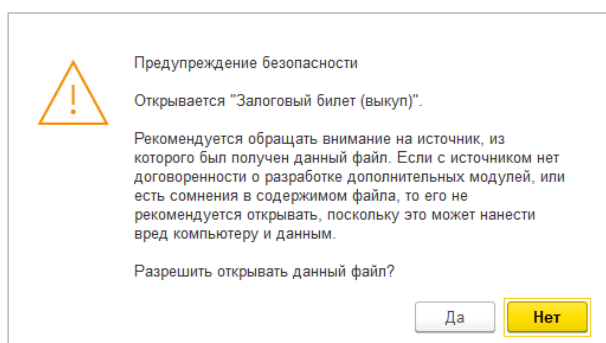 Предупреждение безопасности
Открывается "Залоговый билет (выкуп)".
Рекомендуется обращать внимание на источник, из
которого был получен данный файл. Если с источником нет
договоренности о разработке дополнительных модулей, или
есть сомнения в содержимом файла, то его не
рекомендуется открывать, поскольку это может нанести
вред компьютеру и данным.
Разрешить открывать данный файл?
Да
Нет